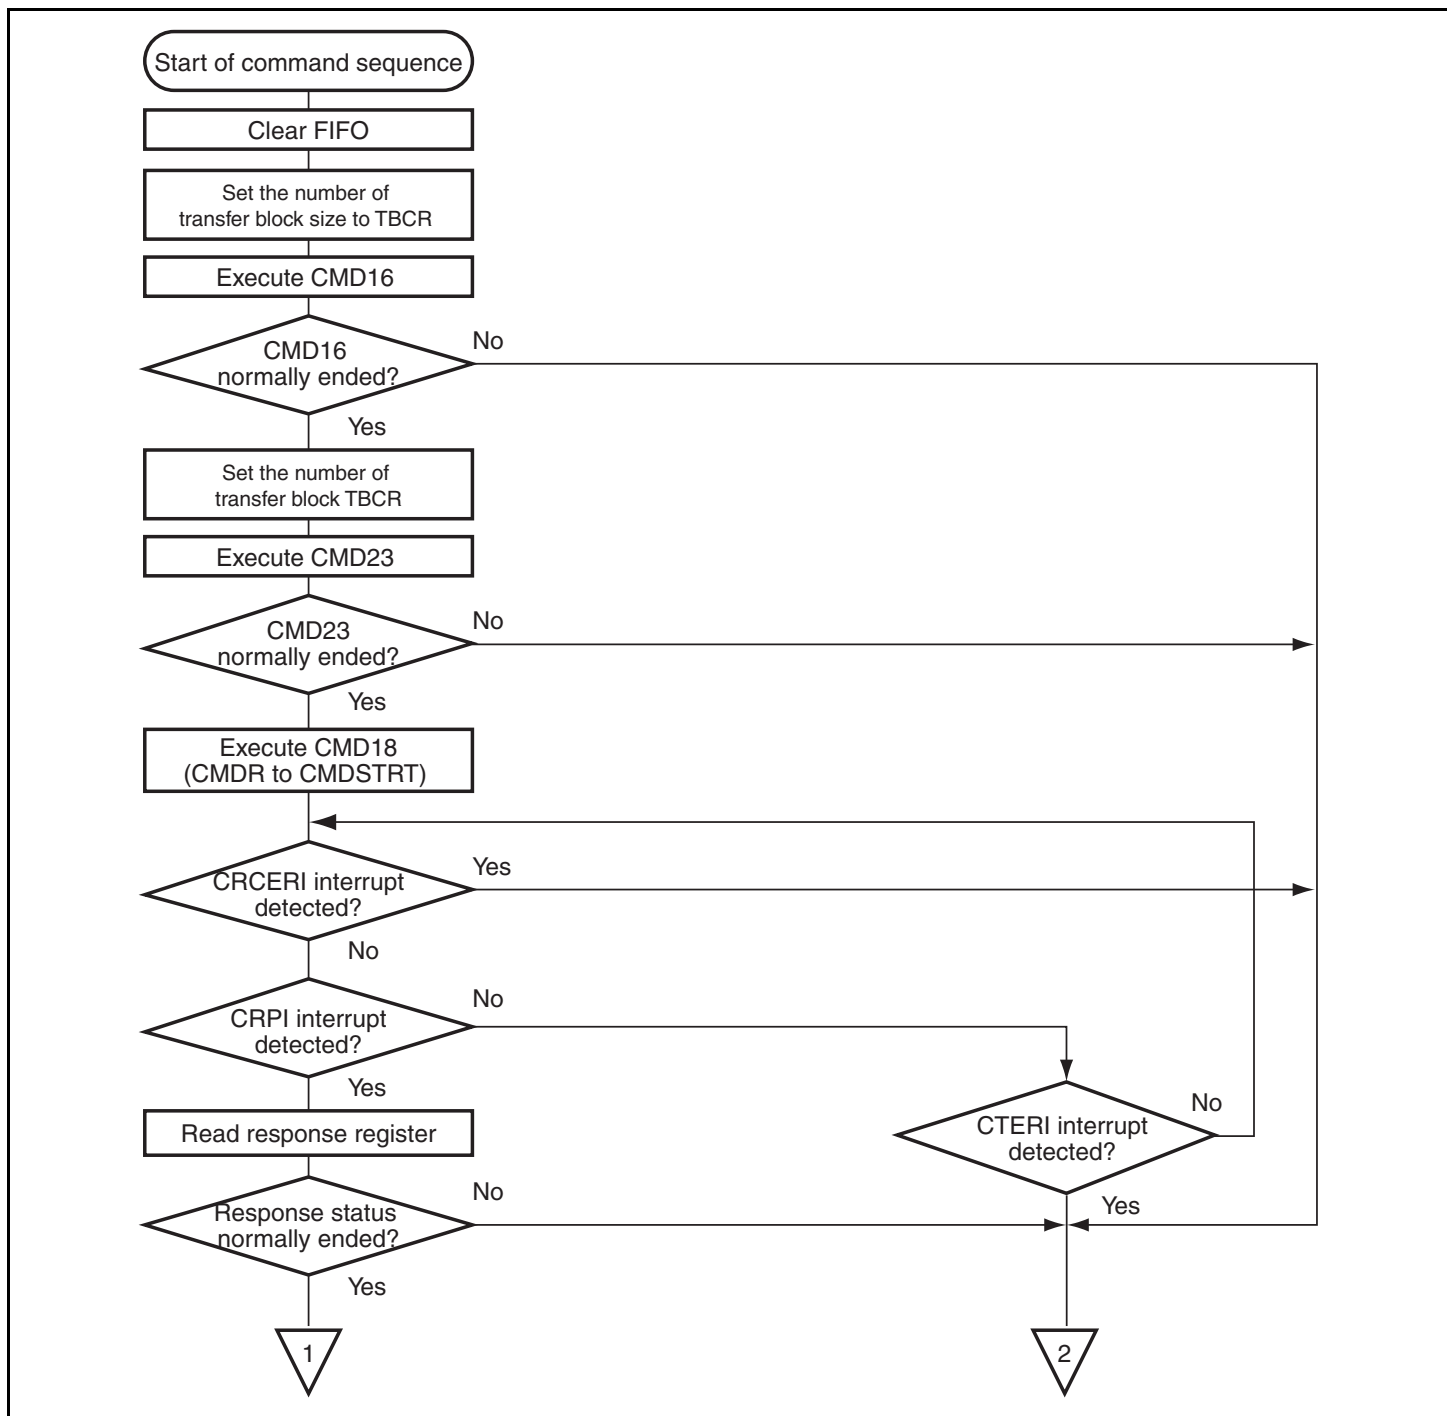 Start of command sequence
Clear FIFO
Set the number of
transfer block size to TBCR
Execute CMD16
CMD16
normally ended?
No
Yes
Set the number of
transfer block TBCR
Execute CMD23
CMD23
normally ended?
No
Yes
Execute CMD18
(CMDR to CMDSTRT)
CRCERI interrupt
detected?
Yes
No
CRPI interrupt
detected?
No
Yes
CTERI interrupt
detected?
No
Yes
Read response register
Response status
normally ended?
No
Yes
1
2